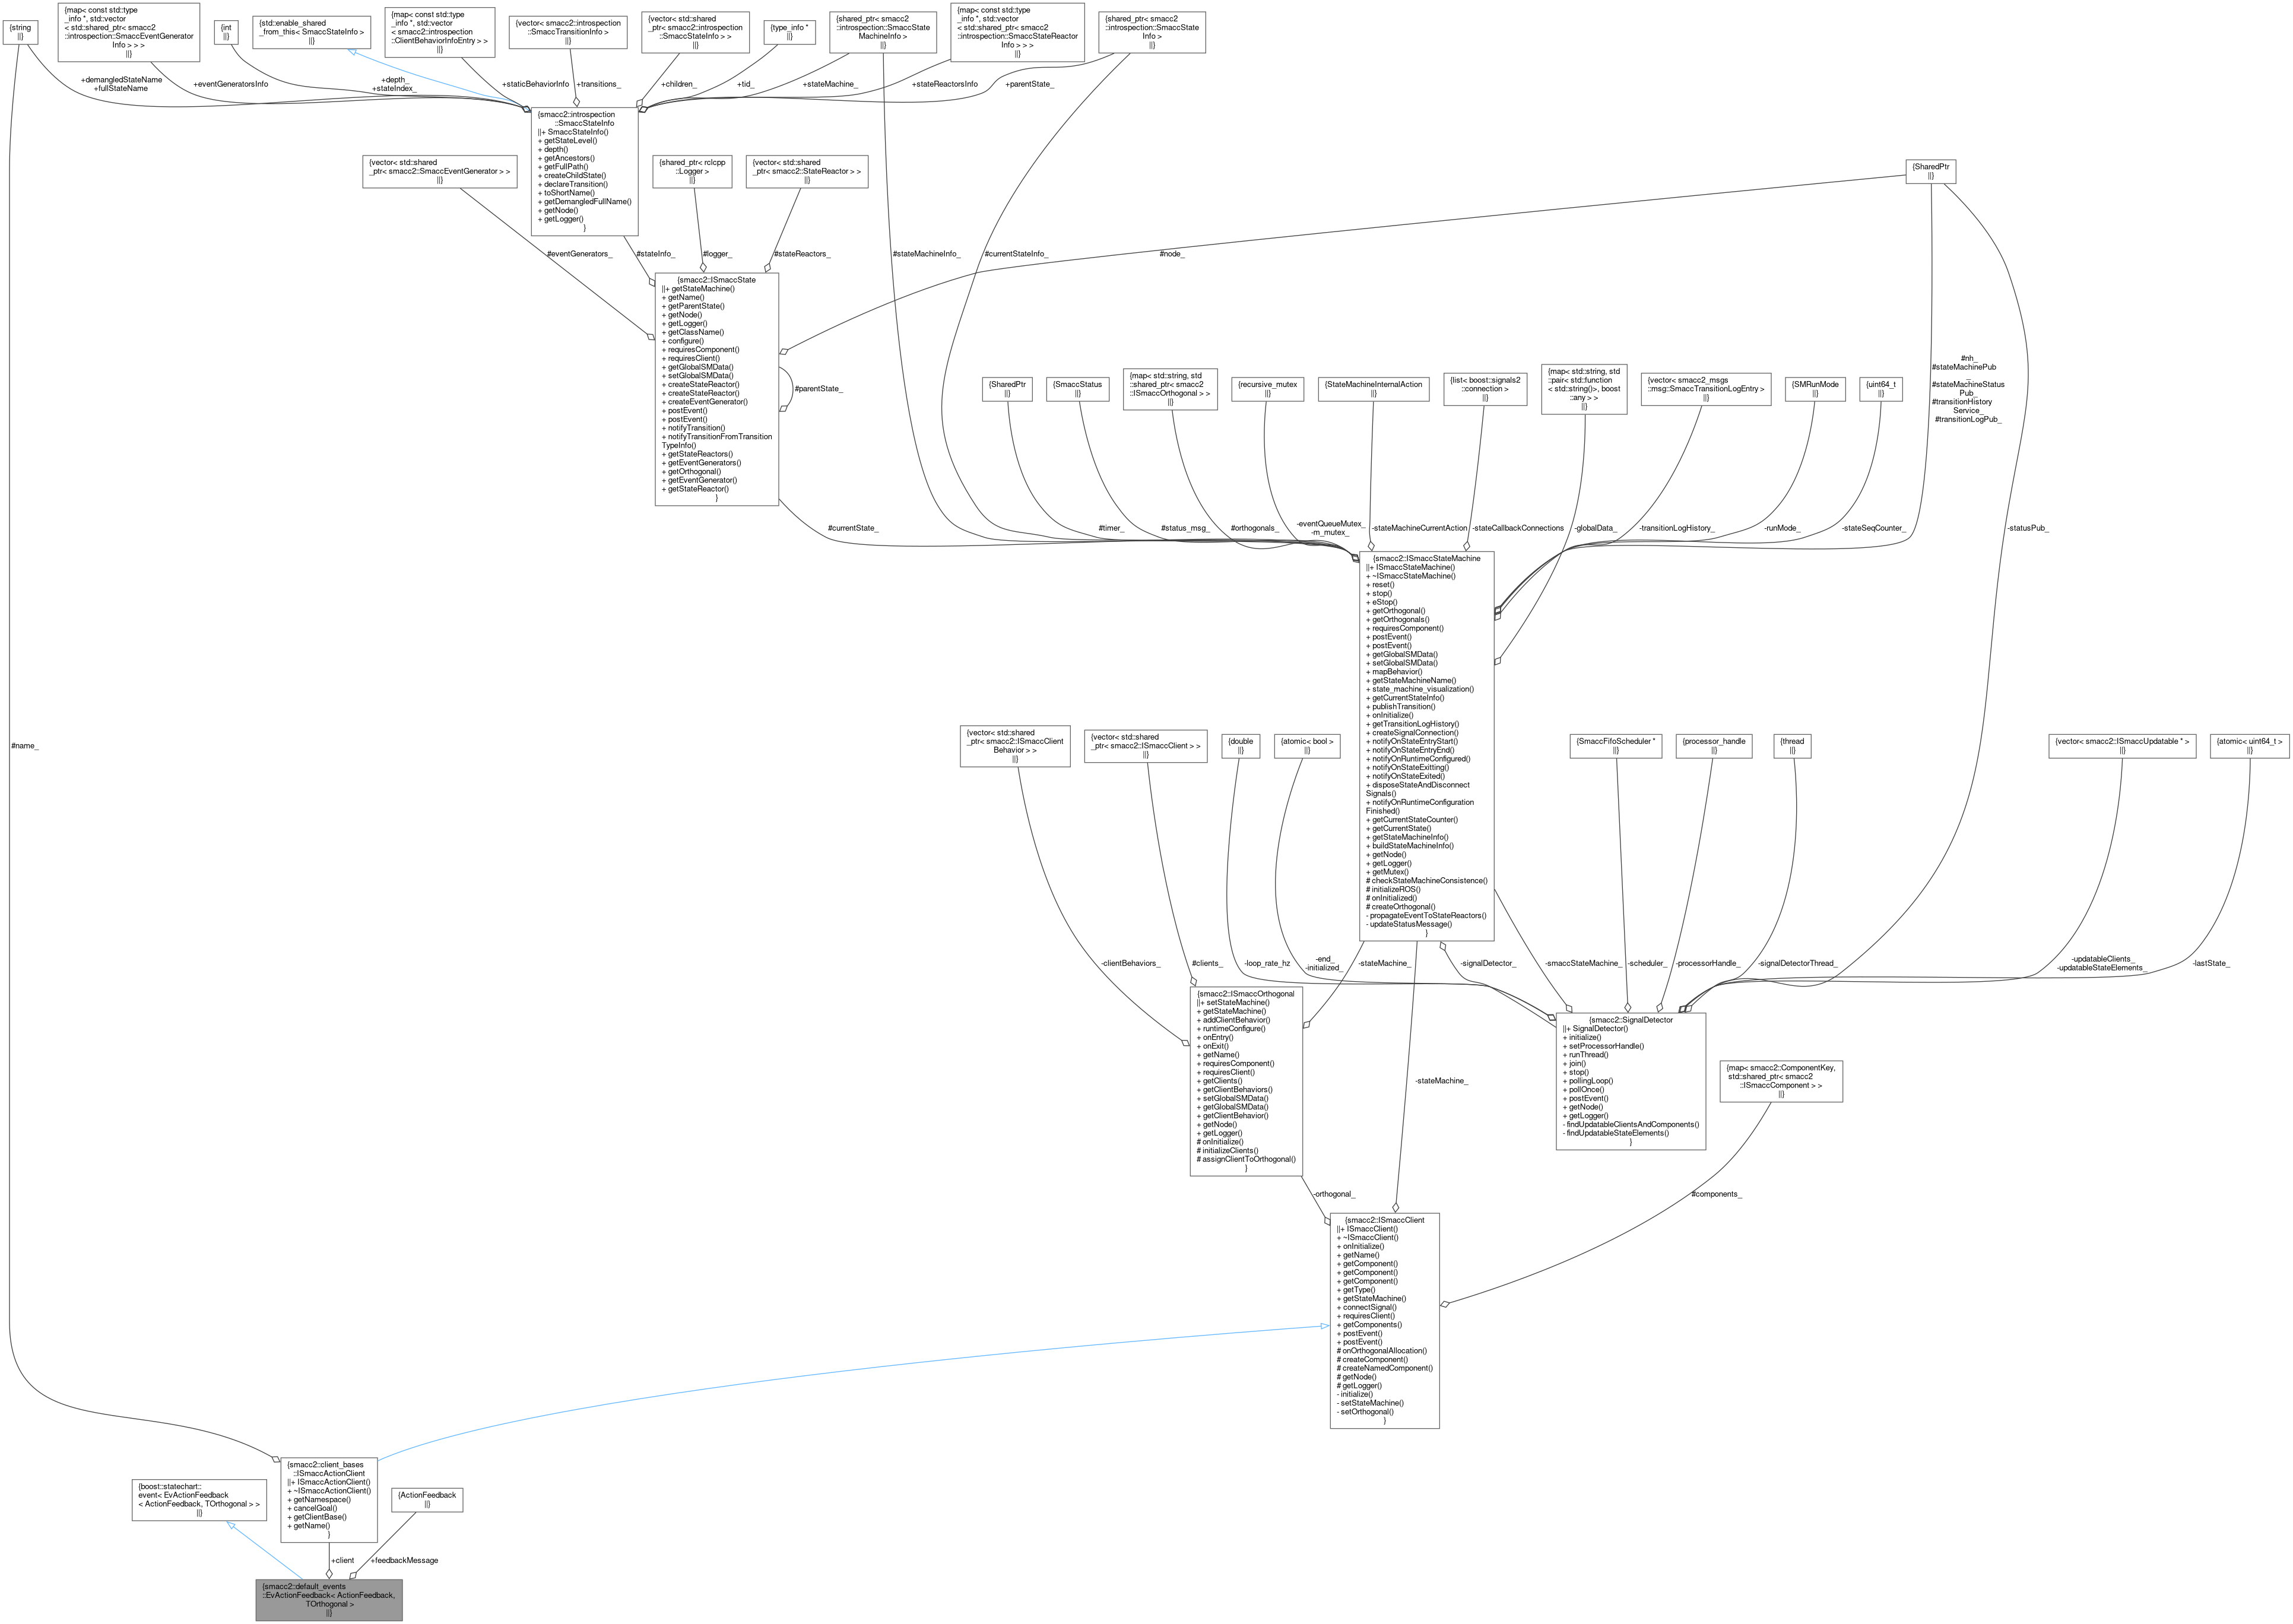 {string
||}
{map< const std::type
_info *, std::vector
< std::shared_ptr< smacc2
::introspection::SmaccEventGenerator
Info > > >
||}
{int
||}
{std::enable_shared
_from_this< SmaccStateInfo >
||}
{map< const std::type
_info *, std::vector
< smacc2::introspection
::ClientBehaviorInfoEntry > >
||}
{vector< smacc2::introspection
::SmaccTransitionInfo >
||}
{vector< std::shared
_ptr< smacc2::introspection
::SmaccStateInfo > >
||}
{type_info *
||}
{shared_ptr< smacc2
::introspection::SmaccState
MachineInfo >
||}
{map< const std::type
_info *, std::vector
< std::shared_ptr< smacc2
::introspection::SmaccStateReactor
Info > > >
||}
{shared_ptr< smacc2
::introspection::SmaccState
Info >
||}
+demangledStateName
+fullStateName
+eventGeneratorsInfo
+depth_
+stateIndex_
+staticBehaviorInfo
+transitions_
+children_
+tid_
+stateMachine_
+stateReactorsInfo
+parentState_
{smacc2::introspection
::SmaccStateInfo
||+ SmaccStateInfo()
+ getStateLevel()
+ depth()
+ getAncestors()
+ getFullPath()
+ createChildState()
+ declareTransition()
+ toShortName()
+ getDemangledFullName()
+ getNode()
+ getLogger()
}
{vector< std::shared
_ptr< smacc2::SmaccEventGenerator > >
||}
{shared_ptr< rclcpp
::Logger >
||}
{vector< std::shared
_ptr< smacc2::StateReactor > >
||}
{SharedPtr
||}
#eventGenerators_
#stateInfo_
#logger_
#stateReactors_
#stateMachineInfo_
#currentStateInfo_
#node_
{smacc2::ISmaccState
||+ getStateMachine()
+ getName()
+ getParentState()
+ getNode()
+ getLogger()
+ getClassName()
+ configure()
+ requiresComponent()
+ requiresClient()
+ getGlobalSMData()
+ setGlobalSMData()
+ createStateReactor()
+ createStateReactor()
+ createEventGenerator()
+ postEvent()
+ postEvent()
+ notifyTransition()
+ notifyTransitionFromTransition
TypeInfo()
+ getStateReactors()
+ getEventGenerators()
+ getOrthogonal()
+ getEventGenerator()
+ getStateReactor()
}
#parentState_
{SharedPtr
||}
{SmaccStatus
||}
{map< std::string, std
::shared_ptr< smacc2
::ISmaccOrthogonal > >
||}
{recursive_mutex
||}
{StateMachineInternalAction
||}
{list< boost::signals2
::connection >
||}
{map< std::string, std
::pair< std::function
< std::string()>, boost
::any > >
||}
{vector< smacc2_msgs
::msg::SmaccTransitionLogEntry >
||}
{SMRunMode
||}
{uint64_t
||}
#nh_
#stateMachinePub
_
#stateMachineStatus
Pub_
#transitionHistory
Service_
#transitionLogPub_
#currentState_
#timer_
#status_msg_
#orthogonals_
-eventQueueMutex_
-m_mutex_
-stateMachineCurrentAction
-stateCallbackConnections
-globalData_
-transitionLogHistory_
-runMode_
-stateSeqCounter_
-statusPub_
{smacc2::ISmaccStateMachine
||+ ISmaccStateMachine()
+ ~ISmaccStateMachine()
+ reset()
+ stop()
+ eStop()
+ getOrthogonal()
+ getOrthogonals()
+ requiresComponent()
+ postEvent()
+ postEvent()
+ getGlobalSMData()
+ setGlobalSMData()
+ mapBehavior()
+ getStateMachineName()
+ state_machine_visualization()
+ getCurrentStateInfo()
+ publishTransition()
+ onInitialize()
+ getTransitionLogHistory()
+ createSignalConnection()
+ notifyOnStateEntryStart()
+ notifyOnStateEntryEnd()
+ notifyOnRuntimeConfigured()
+ notifyOnStateExitting()
+ notifyOnStateExited()
+ disposeStateAndDisconnect
Signals()
+ notifyOnRuntimeConfiguration
Finished()
+ getCurrentStateCounter()
+ getCurrentState()
+ getStateMachineInfo()
+ buildStateMachineInfo()
+ getNode()
+ getLogger()
+ getMutex()
# checkStateMachineConsistence()
# initializeROS()
# onInitialized()
# createOrthogonal()
- propagateEventToStateReactors()
- updateStatusMessage()
}
#name_
{vector< std::shared
_ptr< smacc2::ISmaccClient
Behavior > >
||}
{vector< std::shared
_ptr< smacc2::ISmaccClient > >
||}
{double
||}
{atomic< bool >
||}
{SmaccFifoScheduler *
||}
{processor_handle
||}
{thread
||}
{vector< smacc2::ISmaccUpdatable * >
||}
{atomic< uint64_t >
||}
-clientBehaviors_
#clients_
-loop_rate_hz
-end_
-initialized_
-stateMachine_
-signalDetector_
-smaccStateMachine_
-scheduler_
-processorHandle_
-signalDetectorThread_
-updatableClients_
-updatableStateElements_
-lastState_
{smacc2::ISmaccOrthogonal
||+ setStateMachine()
+ getStateMachine()
+ addClientBehavior()
+ runtimeConfigure()
+ onEntry()
+ onExit()
+ getName()
+ requiresComponent()
+ requiresClient()
+ getClients()
+ getClientBehaviors()
+ setGlobalSMData()
+ getGlobalSMData()
+ getClientBehavior()
+ getNode()
+ getLogger()
# onInitialize()
# initializeClients()
# assignClientToOrthogonal()
}
{smacc2::SignalDetector
||+ SignalDetector()
+ initialize()
+ setProcessorHandle()
+ runThread()
+ join()
+ stop()
+ pollingLoop()
+ pollOnce()
+ postEvent()
+ getNode()
+ getLogger()
- findUpdatableClientsAndComponents()
- findUpdatableStateElements()
}
-stateMachine_
{map< smacc2::ComponentKey,
std::shared_ptr< smacc2
::ISmaccComponent > >
||}
-orthogonal_
#components_
{smacc2::ISmaccClient
||+ ISmaccClient()
+ ~ISmaccClient()
+ onInitialize()
+ getName()
+ getComponent()
+ getComponent()
+ getComponent()
+ getType()
+ getStateMachine()
+ connectSignal()
+ requiresClient()
+ getComponents()
+ postEvent()
+ postEvent()
# onOrthogonalAllocation()
# createComponent()
# createNamedComponent()
# getNode()
# getLogger()
- initialize()
- setStateMachine()
- setOrthogonal()
}
{smacc2::client_bases
::ISmaccActionClient
||+ ISmaccActionClient()
+ ~ISmaccActionClient()
+ getNamespace()
+ cancelGoal()
+ getClientBase()
+ getName()
}
{boost::statechart::
event< EvActionFeedback
< ActionFeedback, TOrthogonal > >
||}
{ActionFeedback
||}
+client
+feedbackMessage
{smacc2::default_events
::EvActionFeedback< ActionFeedback,
TOrthogonal >
||}